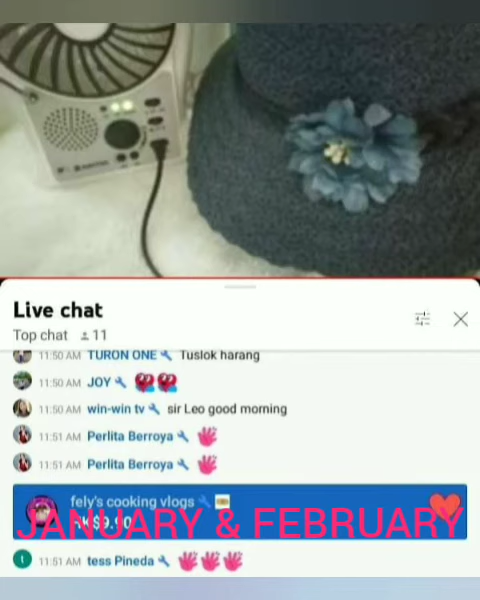 Live chat
Top chat 11
11:50 AM TURON ONE Tuslok harang
11:50 AM JOY
11:50 AM win-win tv sir Leo good morning
11:51 AM Perlita Berroya
11:51 AM Perlita Berroya
fely's cooking vlogs
JANUARY & FEBRUARY
t 11:51 AM tess Pineda